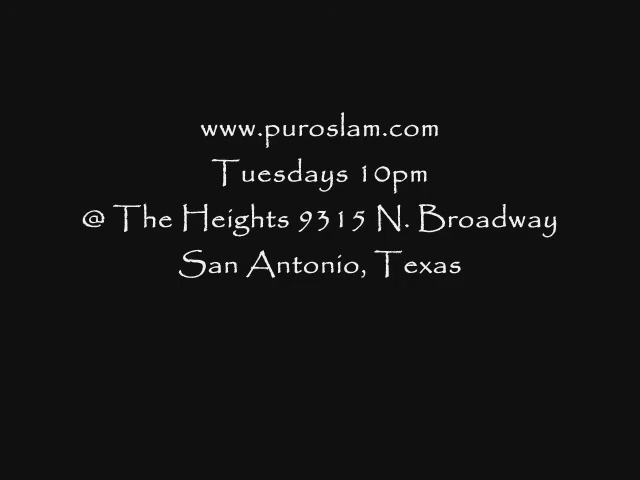 www.puroslam.com
Tuesdays 10pm
@ The Heights 9315 N. Broadway
San Antonio, Texas